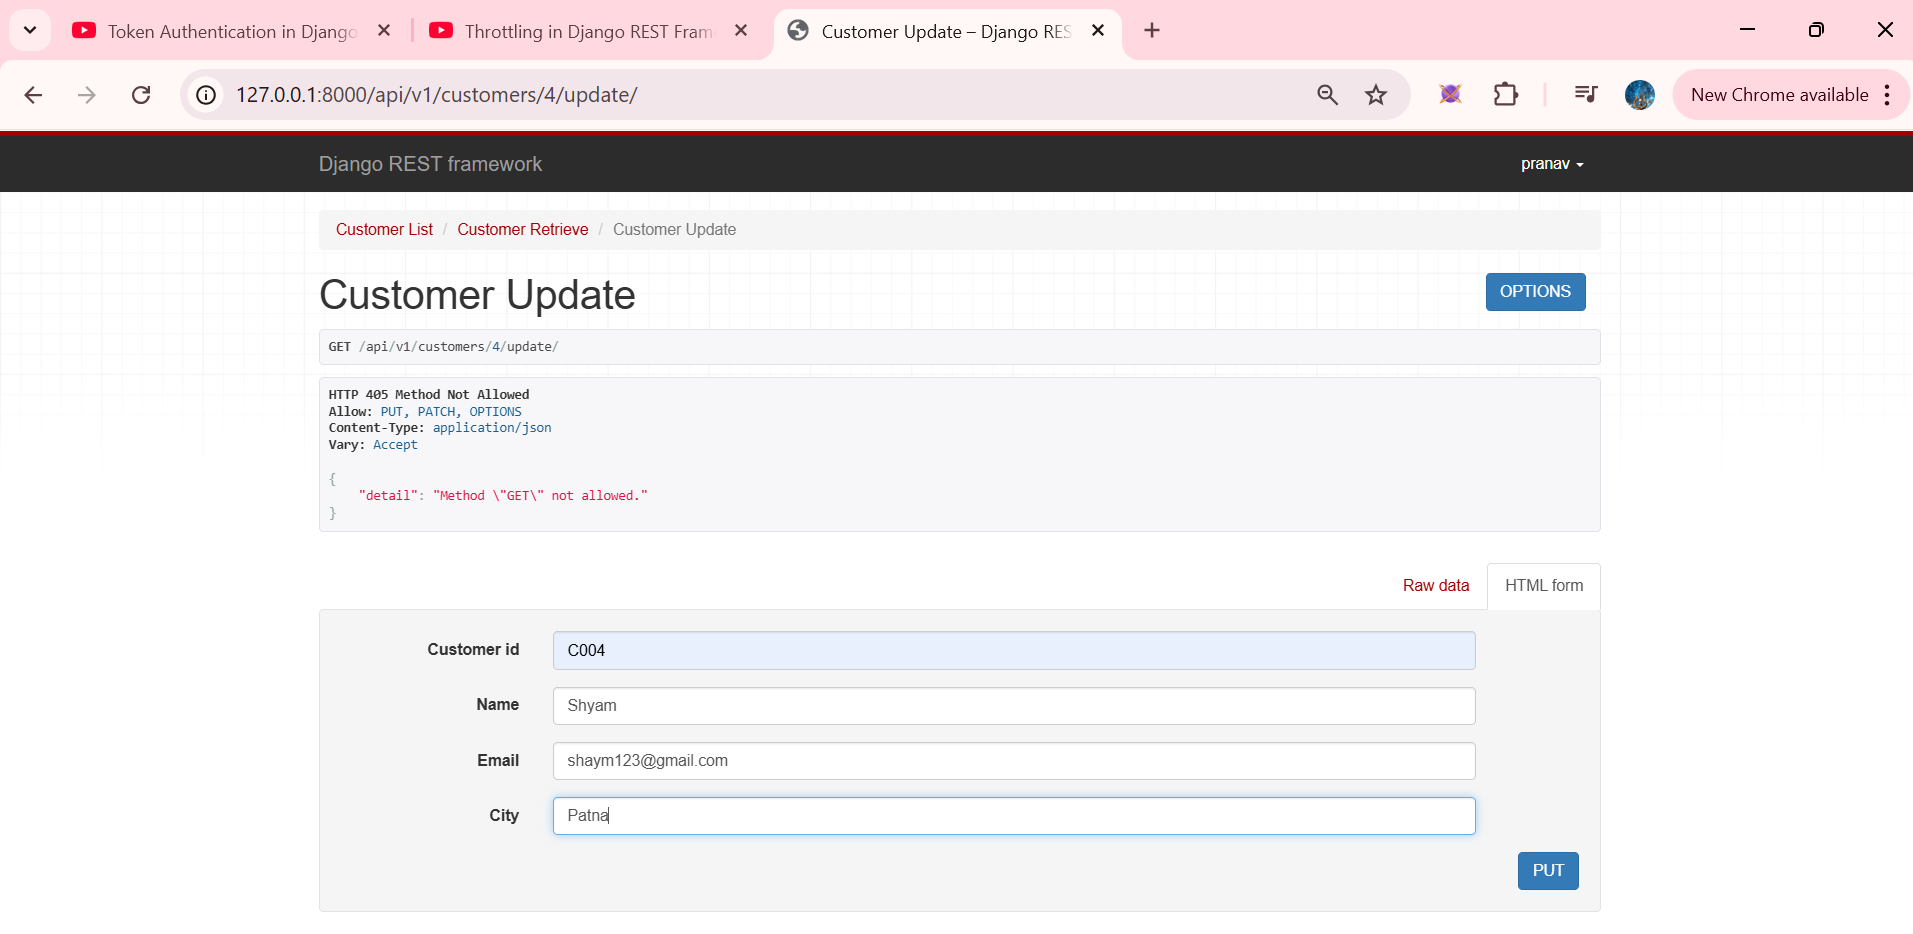 Token Authentication in Django
Throttling in Django REST Fram
Customer Update – Django RES
127.0.0.1:8000/api/v1/customers/4/update/
New Chrome available
Django REST framework
pranav
Customer List / Customer Retrieve / Customer Update
Customer Update
OPTIONS
GET /api/v1/customers/4/update/
HTTP 405 Method Not Allowed
Allow: PUT, PATCH, OPTIONS
Content-Type: application/json
Vary: Accept
{
"detail": "Method \"GET\" not allowed."
}
Raw data
HTML form
Customer id C004
Name Shyam
Email shaym123@gmail.com
City Patna
PUT